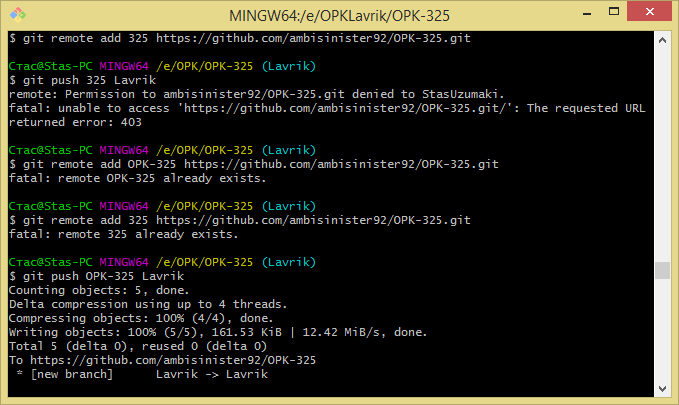 MINGW64:/e/OPKLavrik/OPK-325
$ git remote add 325 https://github.com/ambisinister92/OPK-325.git
Стас@Stas-PC MINGW64 /e/OPK/OPK-325 (Lavrik)
$ git push 325 Lavrik
remote: Permission to ambisinister92/OPK-325.git denied to StasUzumaki.
fatal: unable to access 'https://github.com/ambisinister92/OPK-325.git/': The requested URL
returned error: 403
Стас@Stas-PC MINGW64 /e/OPK/OPK-325 (Lavrik)
$ git remote add OPK-325 https://github.com/ambisinister92/OPK-325.git
fatal: remote OPK-325 already exists.
Стас@Stas-PC MINGW64 /e/OPK/OPK-325 (Lavrik)
$ git remote add 325 https://github.com/ambisinister92/OPK-325.git
fatal: remote 325 already exists.
Стас@Stas-PC MINGW64 /e/OPK/OPK-325 (Lavrik)
$ git push OPK-325 Lavrik
Counting objects: 5, done.
Delta compression using up to 4 threads.
Compressing objects: 100% (4/4), done.
Writing objects: 100% (5/5), 161.53 KiB | 12.42 MiB/s, done.
Total 5 (delta 0), reused 0 (delta 0)
To https://github.com/ambisinister92/OPK-325
 * [new branch]      Lavrik -> Lavrik